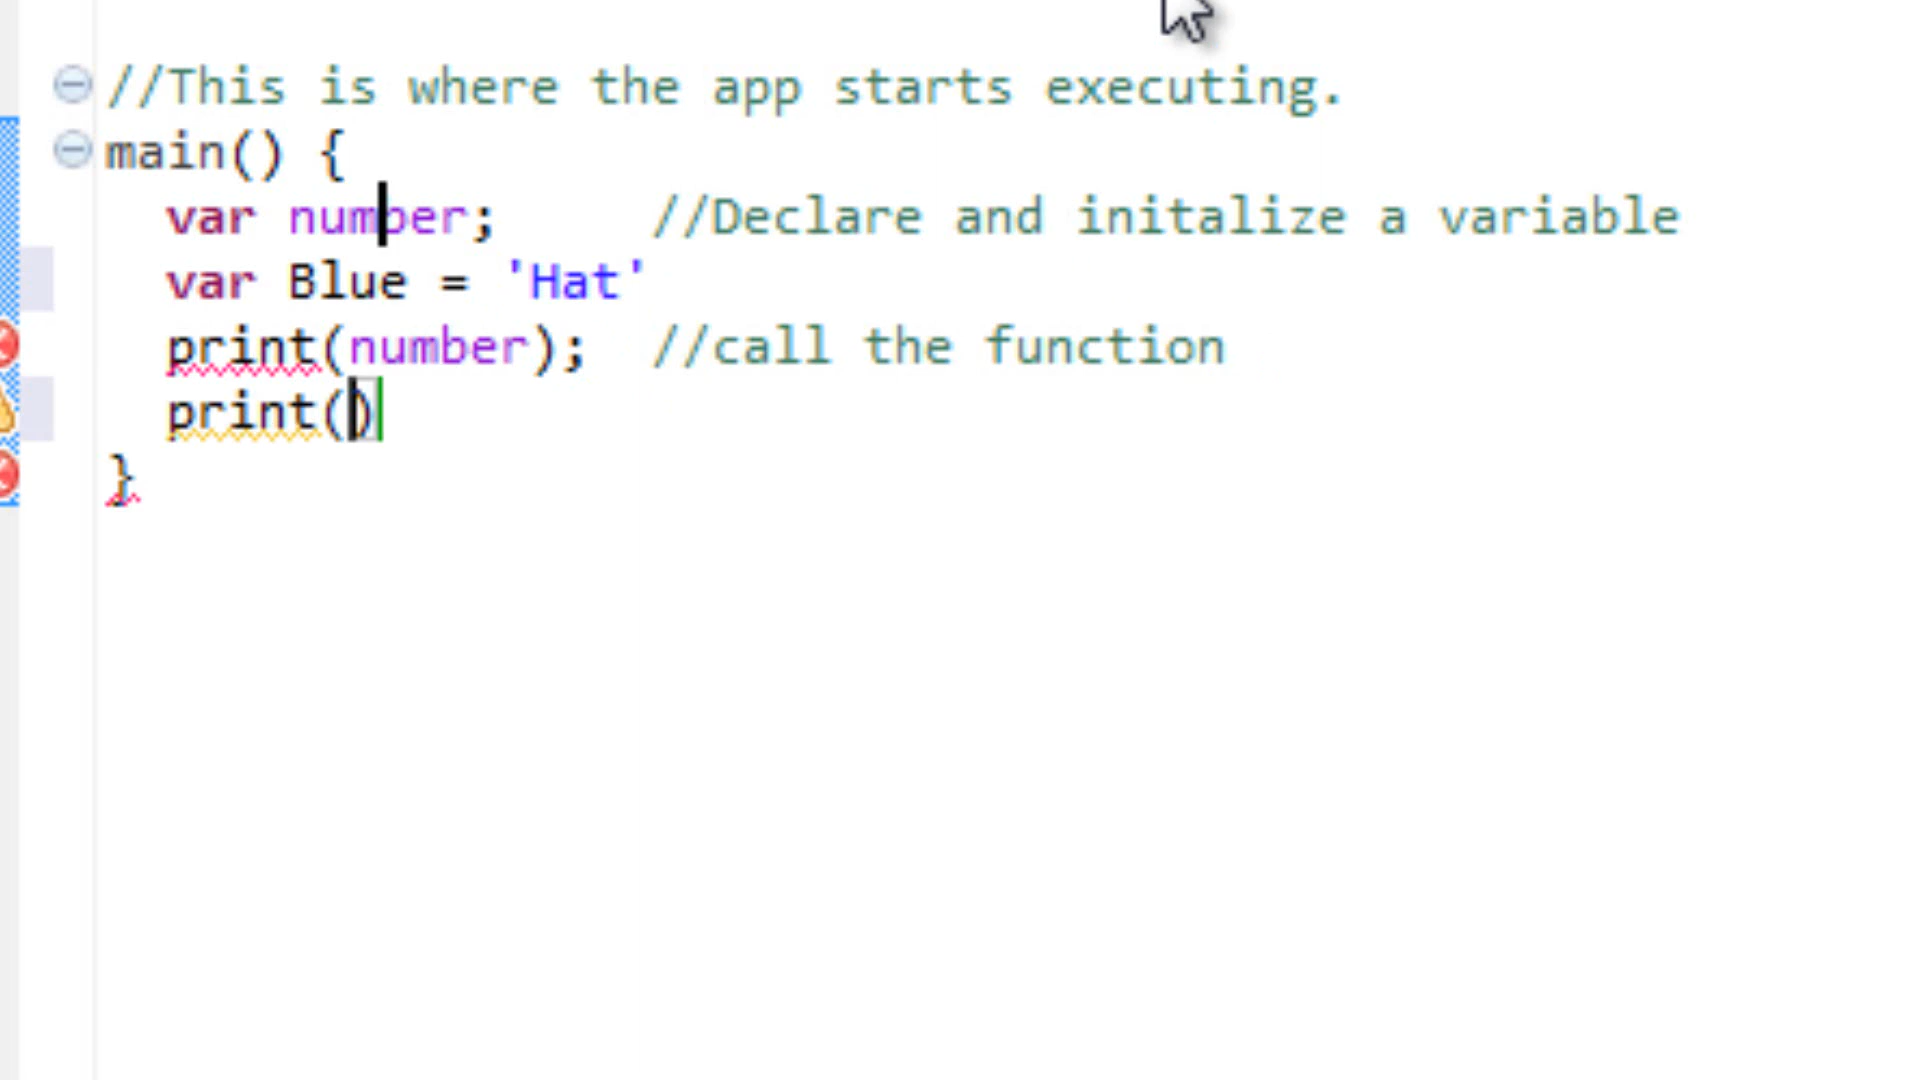 //This is where the app starts executing.
main() {
  var number;     //Declare and initalize a variable
  var Blue = 'Hat'
  print(number);  //call the function
  print()
}